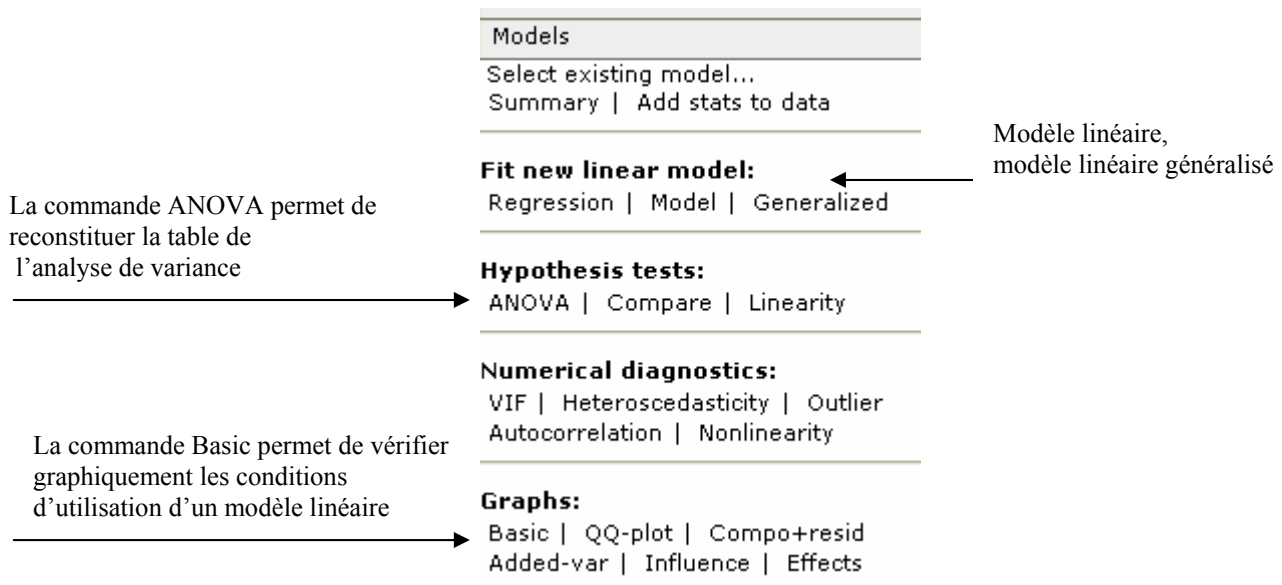 Models
Select existing model...
Summary | Add stats to data
Modèle linéaire,
modèle linéaire généralisé
Fit new linear model:
Regression | Model | Generalized
La commande ANOVA permet de
reconstituer la table de
l’analyse de variance
Hypothesis tests:
ANOVA | Compare | Linearity
Numerical diagnostics:
VIF | Heteroscedasticity | Outlier
Autocorrelation | Nonlinearity
La commande Basic permet de vérifier
graphiquement les conditions
d’utilisation d’un modèle linéaire
Graphs:
Basic | QQ-plot | Compo+resid
Added-var | Influence | Effects